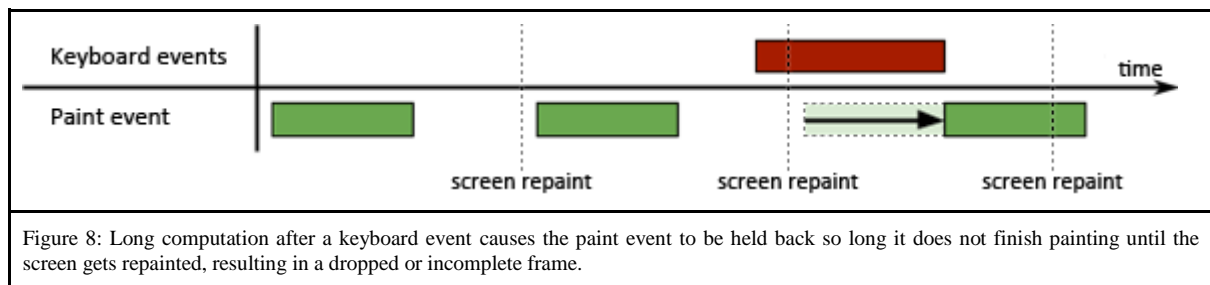 Keyboard events
time
Paint event
screen repaint screen repaint screen repaint
Figure 8: Long computation after a keyboard event causes the paint event to be held back so long it does not finish painting until the
screen gets repainted, resulting in a dropped or incomplete frame.